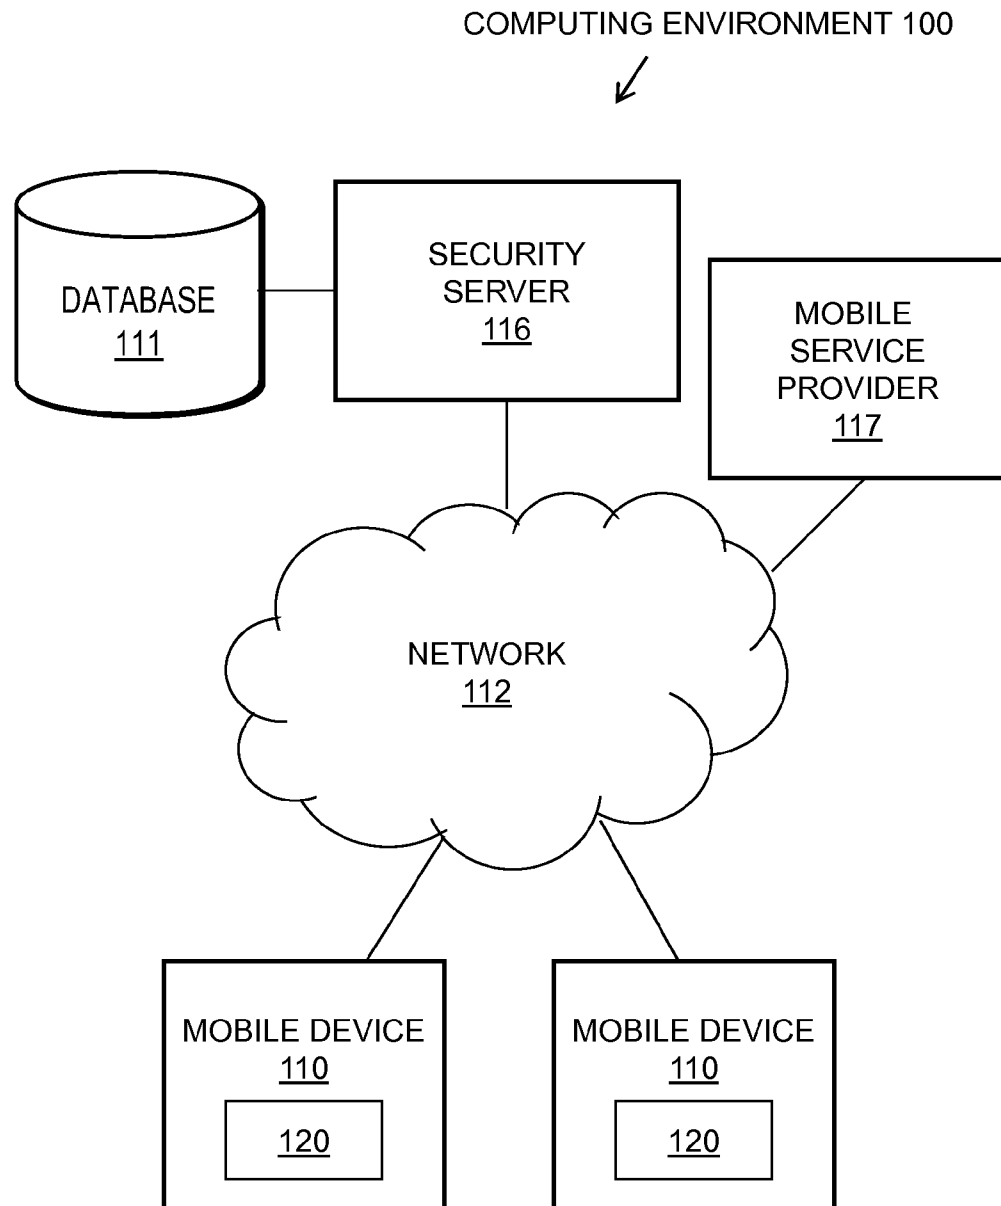 COMPUTING ENVIRONMENT 100
DATABASE
111
SECURITY
SERVER
116
MOBILE
SERVICE
PROVIDER
117
NETWORK
112
MOBILE DEVICE
110
120
MOBILE DEVICE
110
120